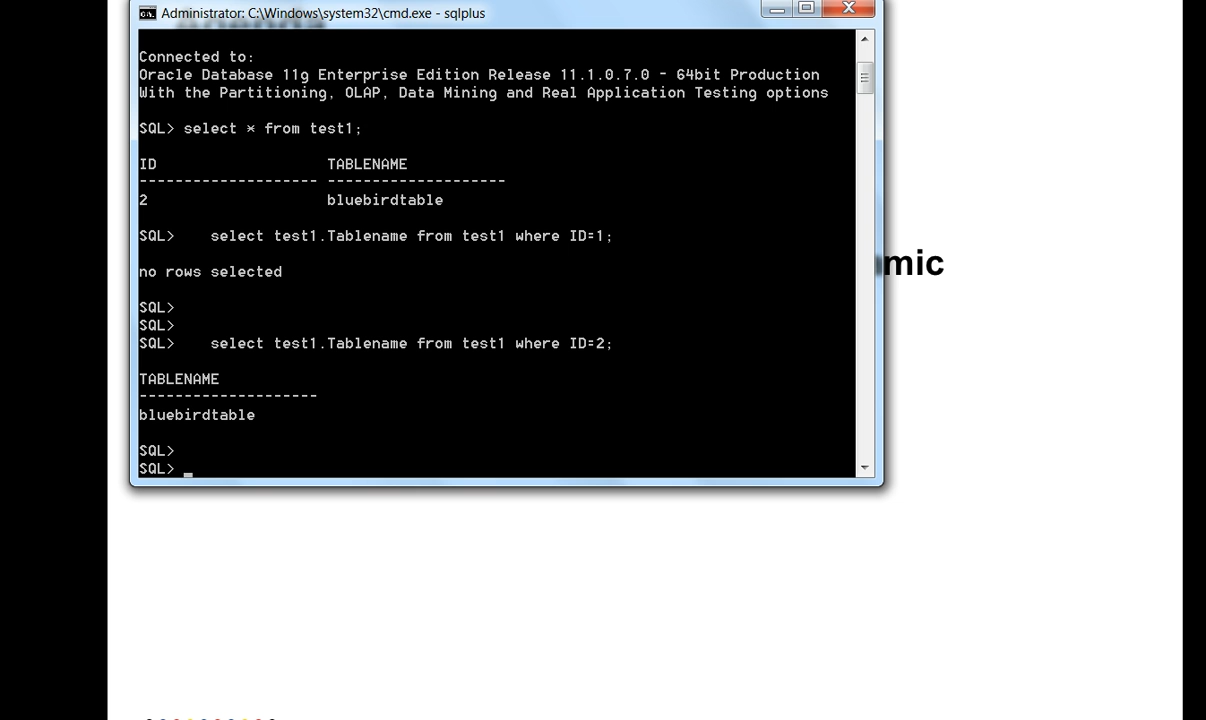 Administrator: C:\Windows\system32\cmd.exe - sqlplus
Connected to:
Oracle Database 11g Enterprise Edition Release 11.1.0.7.0 - 64bit Production
With the Partitioning, OLAP, Data Mining and Real Application Testing options
SQL> select * from test1;
ID TABLENAME
-------------------- --------------------
2 bluebirdtable
SQL>    select test1.Tablename from test1 where ID=1;
mic
no rows selected
SQL>
SQL>
SQL>    select test1.Tablename from test1 where ID=2;
TABLENAME
--------------------
bluebirdtable
SQL>
SQL> _